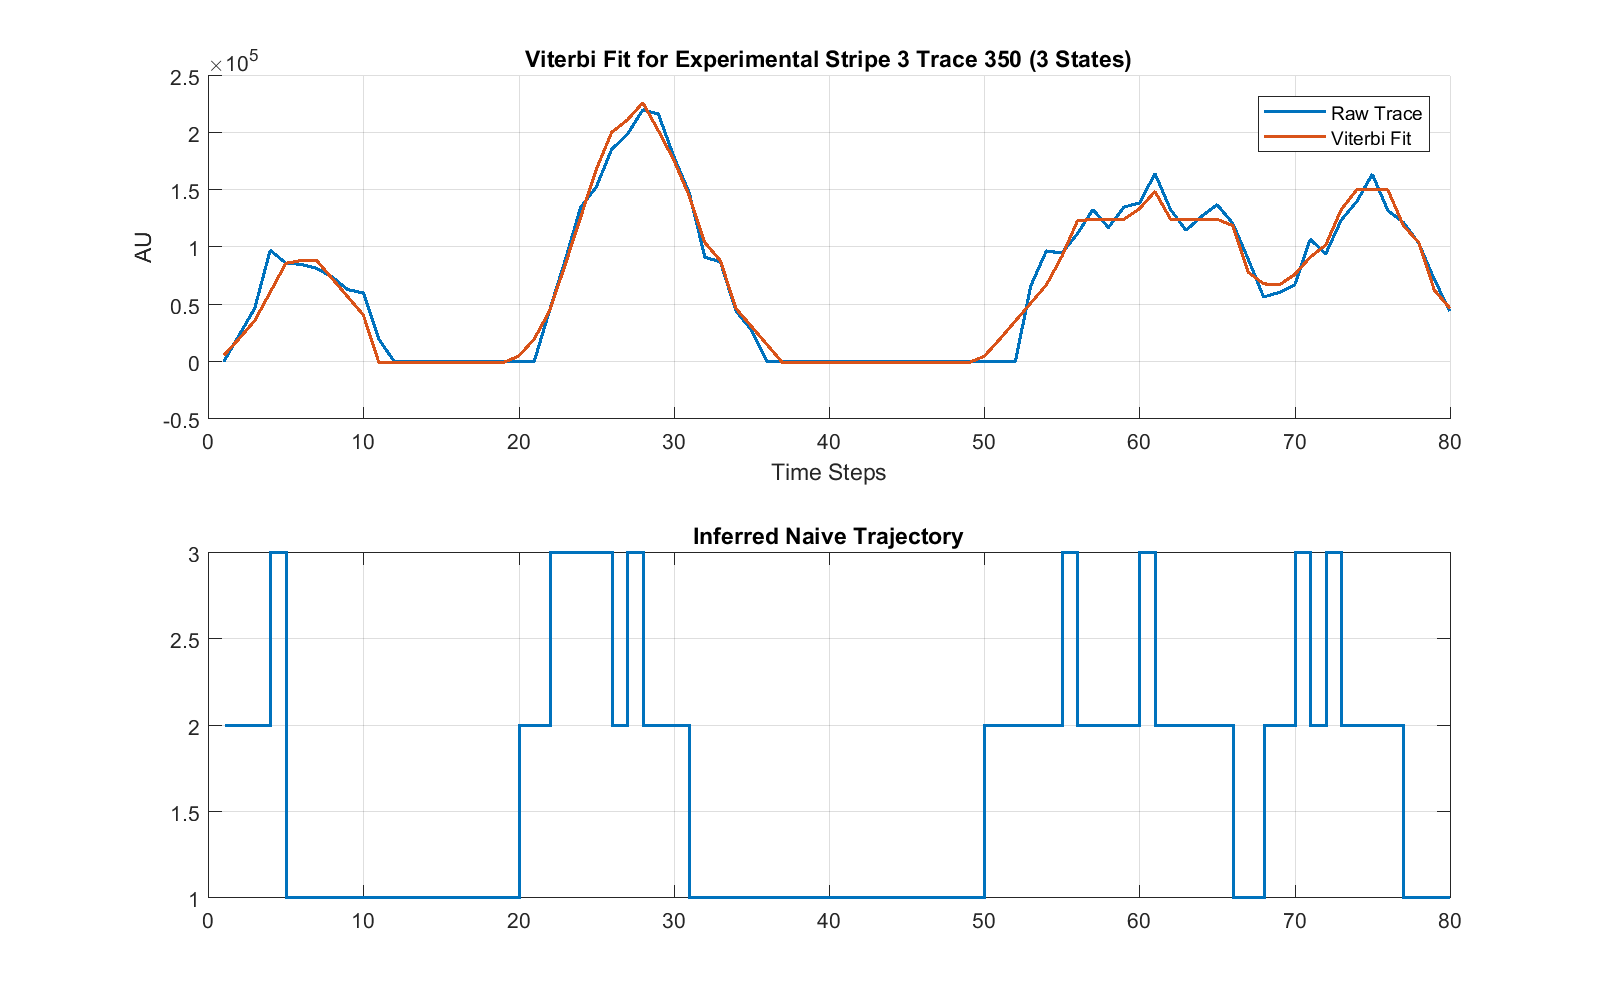 Viterbi Fit for Experimental Stripe 3 Trace 350 (3 States)
×10^5
2.5
2
1.5
1
0.5
0
-0.5
AU
Raw Trace
Viterbi Fit
0 10 20 30 40 50 60 70 80
Time Steps
Inferred Naive Trajectory
3
2.5
2
1.5
1
0 10 20 30 40 50 60 70 80